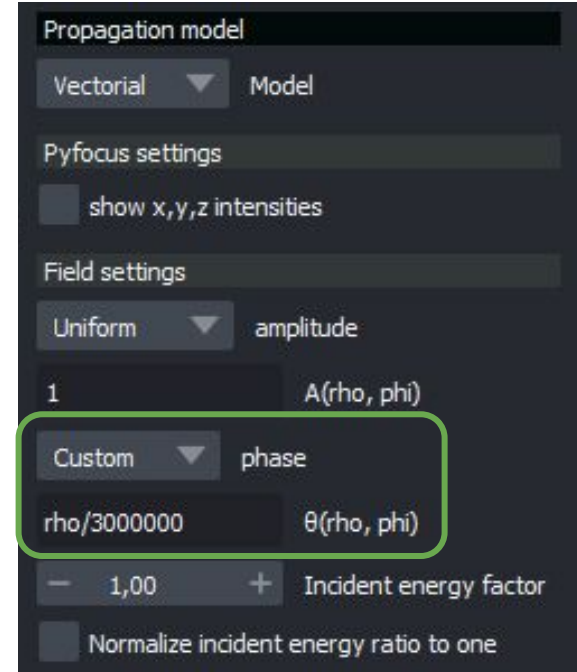 Propagation model
Vectorial Model
Pyfocus settings
show x,y,z intensities
Field settings
Uniform amplitude
1 A(rho, phi)
Custom phase
rho/3000000 θ(rho, phi)
− 1,00 + Incident energy factor
Normalize incident energy ratio to one